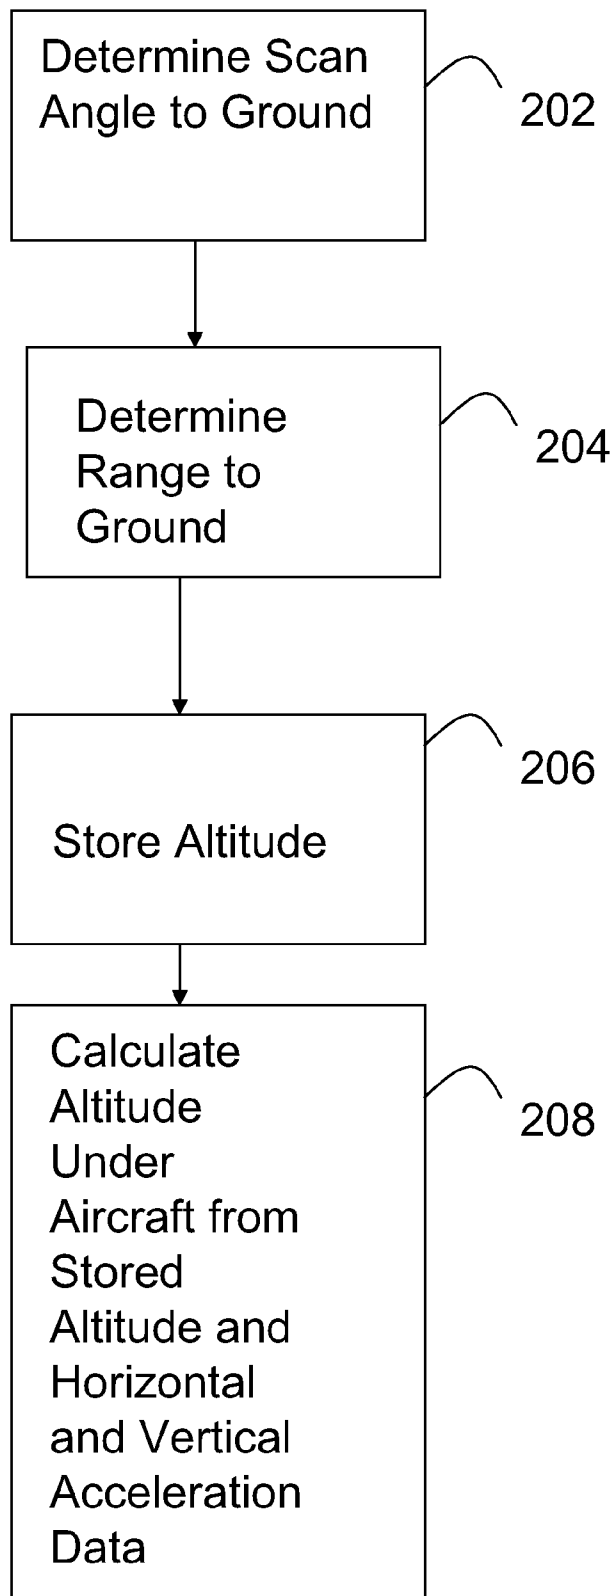 Determine Scan
Angle to Ground
202
Determine
Range to
Ground
204
Store Altitude
206
Calculate
Altitude
Under
Aircraft from
Stored
Altitude and
Horizontal
and Vertical
Acceleration
Data
208